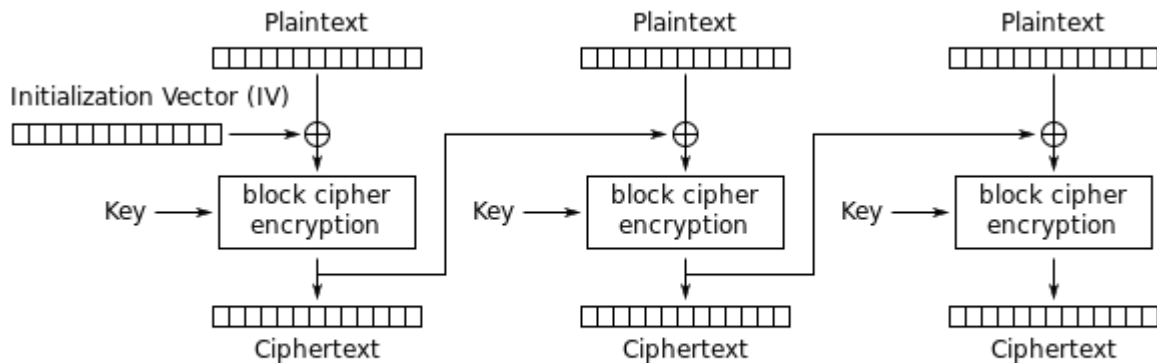 Plaintext
Plaintext
Plaintext
Initialization Vector (IV)
Key
block cipher
encryption
Key
block cipher
encryption
Key
block cipher
encryption
Ciphertext
Ciphertext
Ciphertext